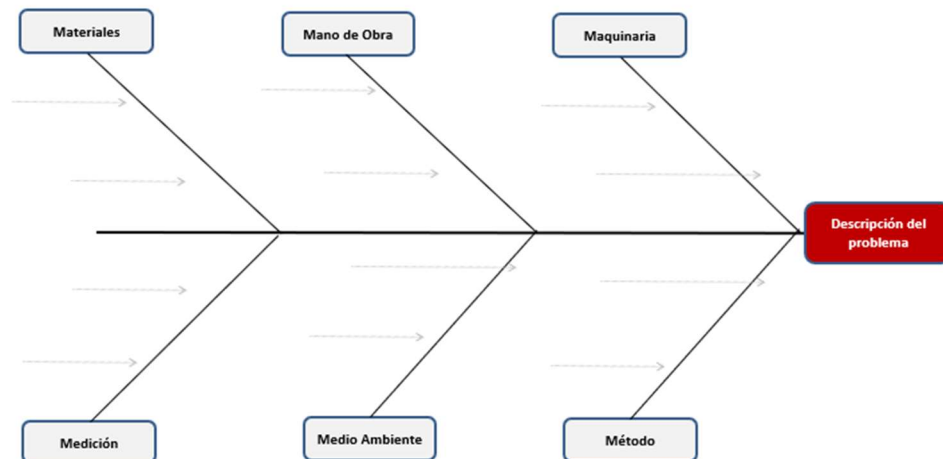 Materiales
Mano de Obra
Maquinaria
Descripción del
problema
Medición
Medio Ambiente
Método